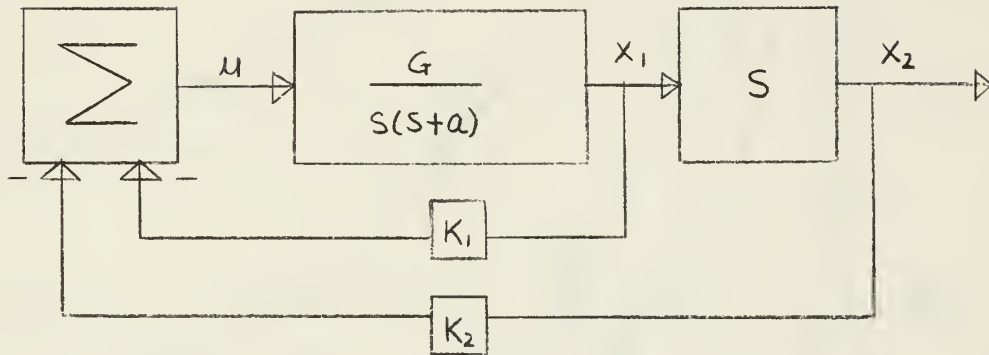 Σ
μ
G
S(S+a)
X₁
S
X₂
-
-
K₁
K₂